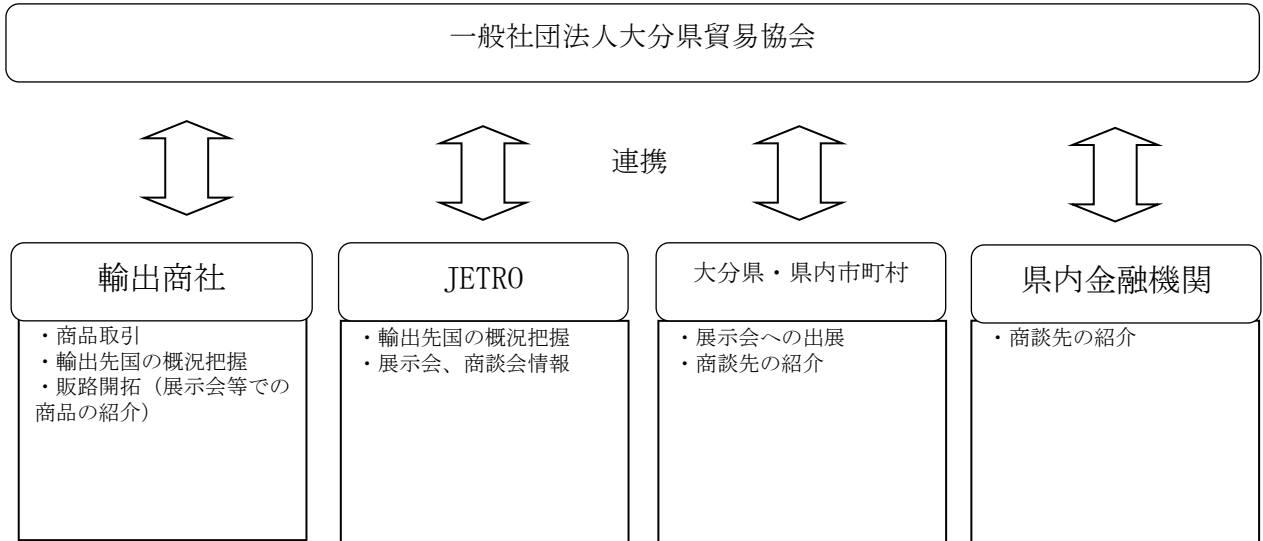 一般社団法人大分県貿易協会
連携
輸出商社
・商品取引
・輸出先国の概況把握
・販路開拓（展示会等での
商品の紹介）
JETRO
・輸出先国の概況把握
・展示会、商談会情報
大分県・県内市町村
・展示会への出展
・商談先の紹介
県内金融機関
・商談先の紹介